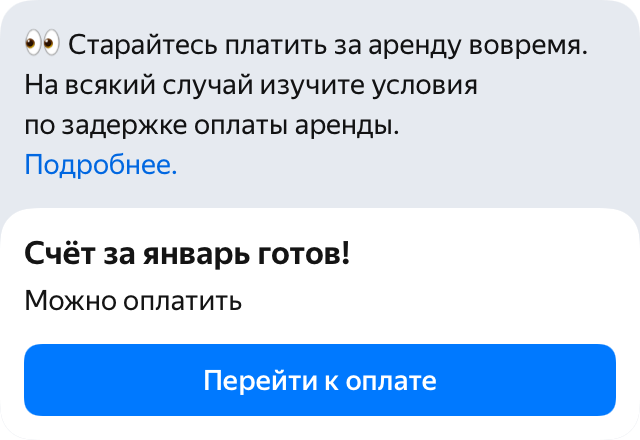 👀 Старайтесь платить за аренду вовремя.
На всякий случай изучите условия
по задержке оплаты аренды.
Подробнее.
Счёт за январь готов!
Можно оплатить
Перейти к оплате